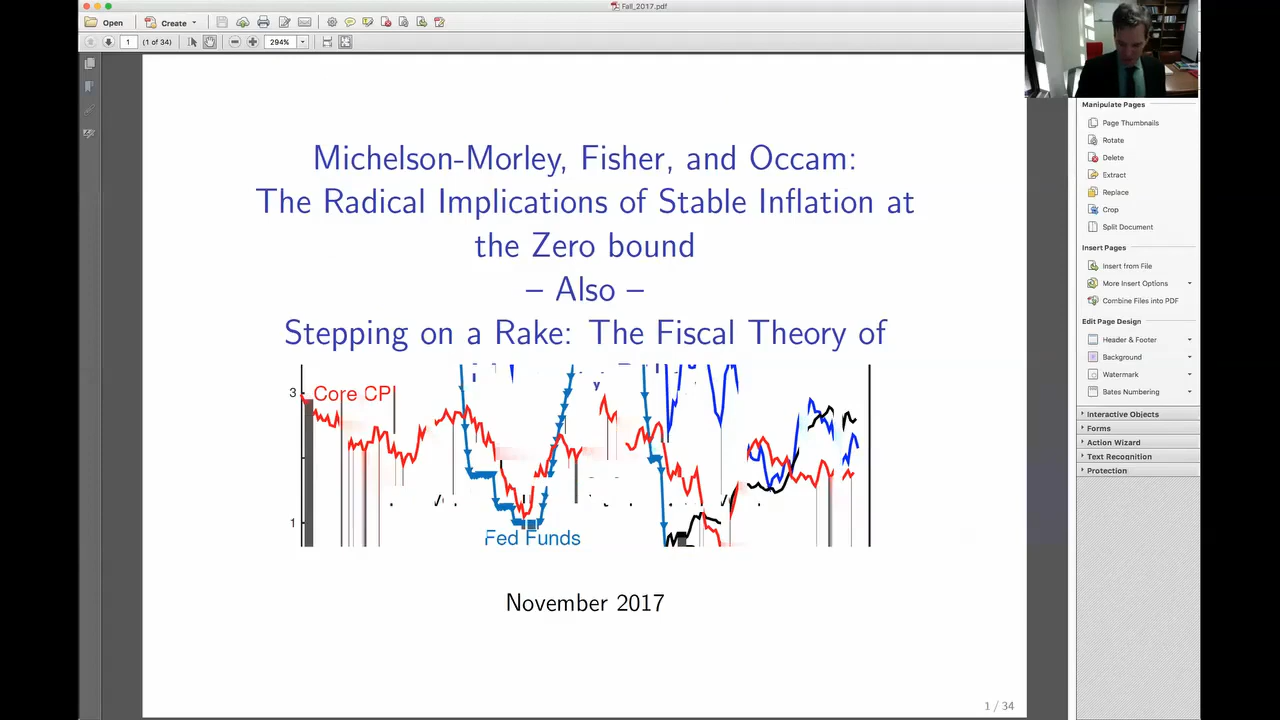 Fall_2017.pdf
Open
Create
1
(1 of 34)
294%
Michelson-Morley, Fisher, and Occam:
The Radical Implications of Stable Inflation at
the Zero bound
– Also –
Stepping on a Rake: The Fiscal Theory of
3
Core CPI
1
Fed Funds
November 2017
1 / 34
Manipulate Pages
Page Thumbnails
Rotate
Delete
Extract
Replace
Crop
Split Document
Insert Pages
Insert from File
More Insert Options
Combine Files into PDF
Edit Page Design
Header & Footer
Background
Watermark
Bates Numbering
Interactive Objects
Forms
Action Wizard
Text Recognition
Protection